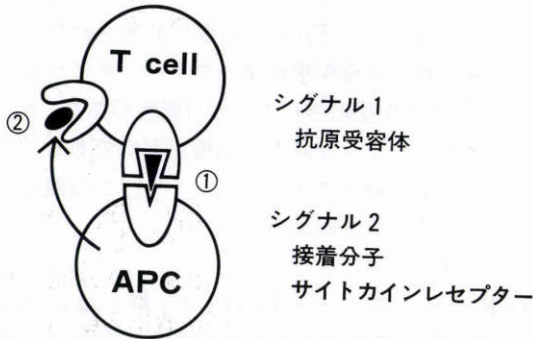 T cell
②
①
APC
シグナル1
抗原受容体
シグナル2
接着分子
サイトカインレセプター